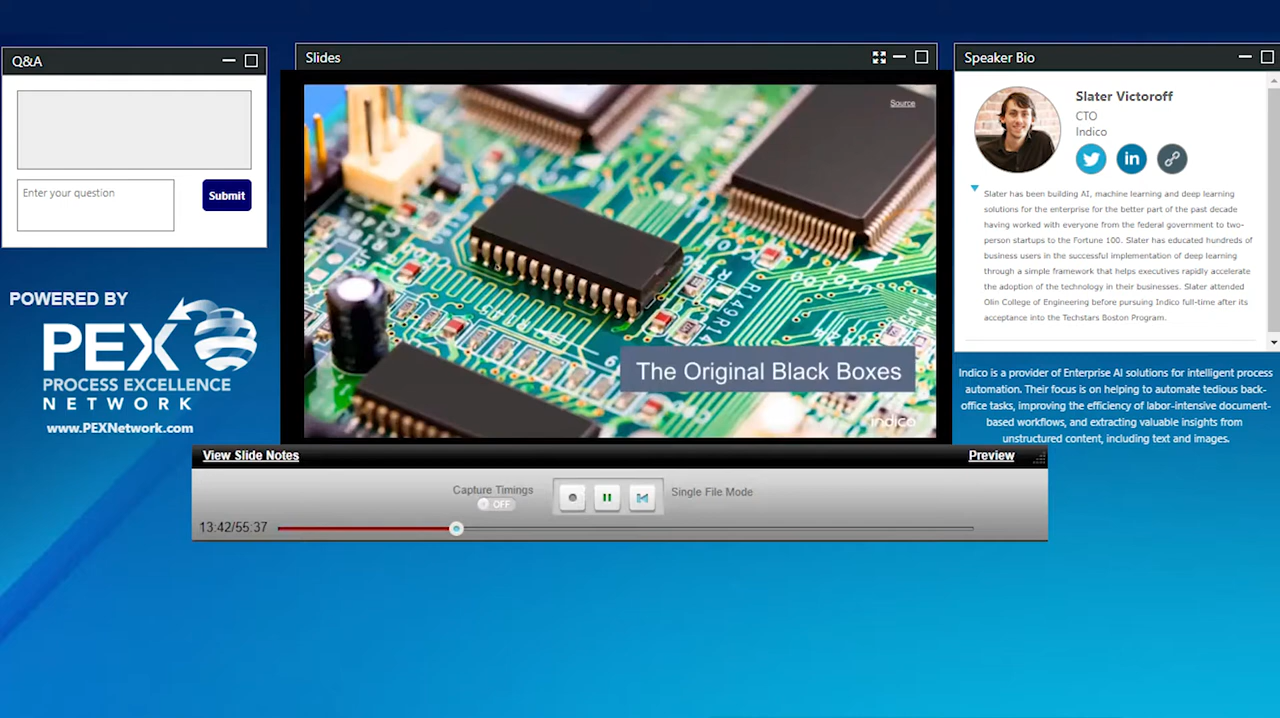 Q&A
Enter your question
Submit
POWERED BY
PEX
PROCESS EXCELLENCE
NETWORK
www.PEXNetwork.com
Slides
Source
R149
R14
The Original Black Boxes
indico
View Slide Notes
Preview
Capture Timings
OFF
Single File Mode
13:42/55:37
Speaker Bio
Slater Victoroff
CTO
Indico
in
Slater has been building AI, machine learning and deep learning
solutions for the enterprise for the better part of the past decade
having worked with everyone from the federal government to two-
person startups to the Fortune 100. Slater has educated hundreds of
business users in the successful implementation of deep learning
through a simple framework that helps executives rapidly accelerate
the adoption of the technology in their businesses. Slater attended
Olin College of Engineering before pursuing Indico full-time after its
acceptance into the Techstars Boston Program.
Indico is a provider of Enterprise AI solutions for intelligent process
automation. Their focus is on helping to automate tedious back-
office tasks, improving the efficiency of labor-intensive document-
based workflows, and extracting valuable insights from
unstructured content, including text and images.